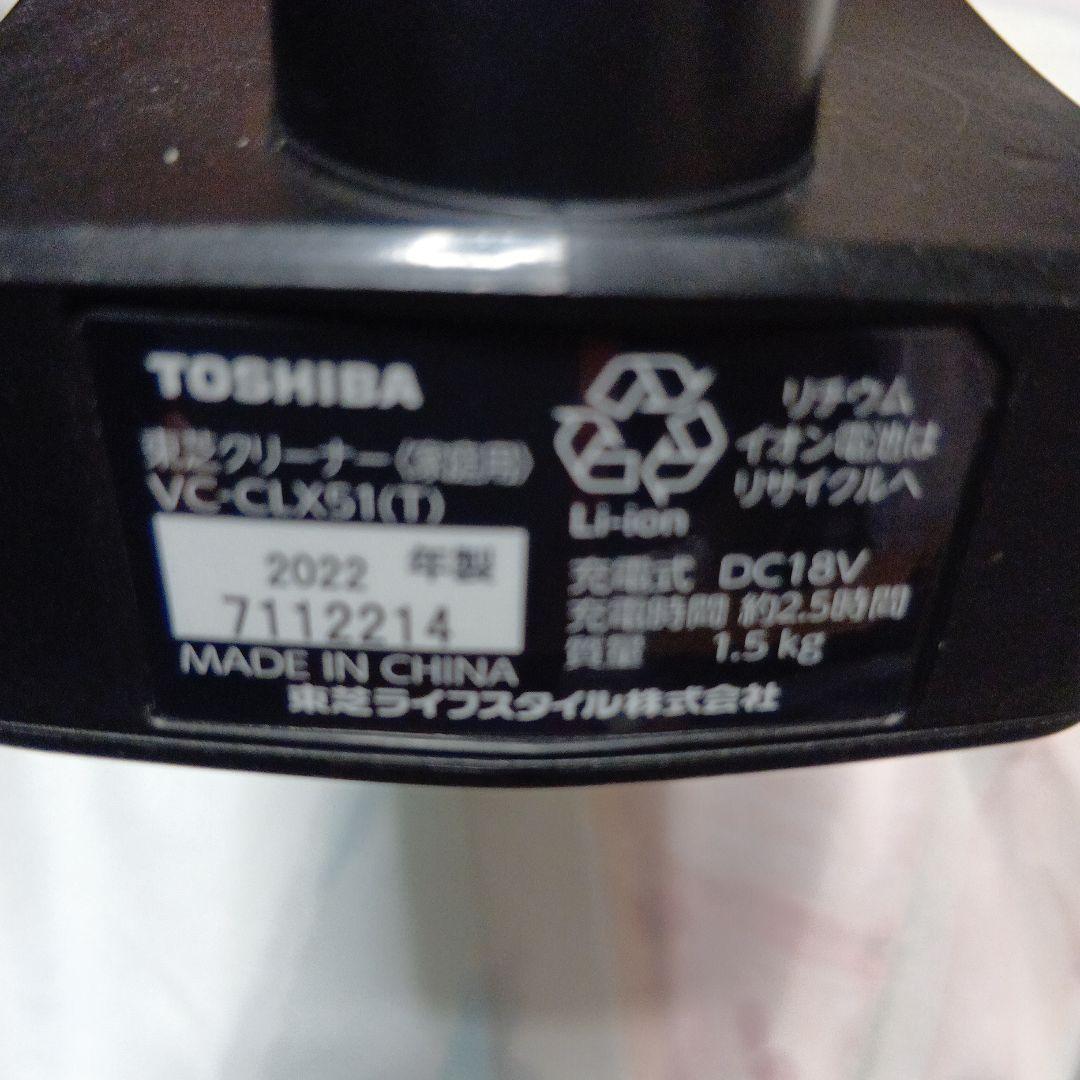 TOSHIBA
東芝クリーナー〈家庭用〉
VC-CLX51(T)
2022 年製
7112214
MADE IN CHINA
リチウム
イオン電池は
リサイクルへ
Li-ion
充電式 DC18V
充電時間 約2.5時間
質量 1.5 kg
東芝ライフスタイル株式会社